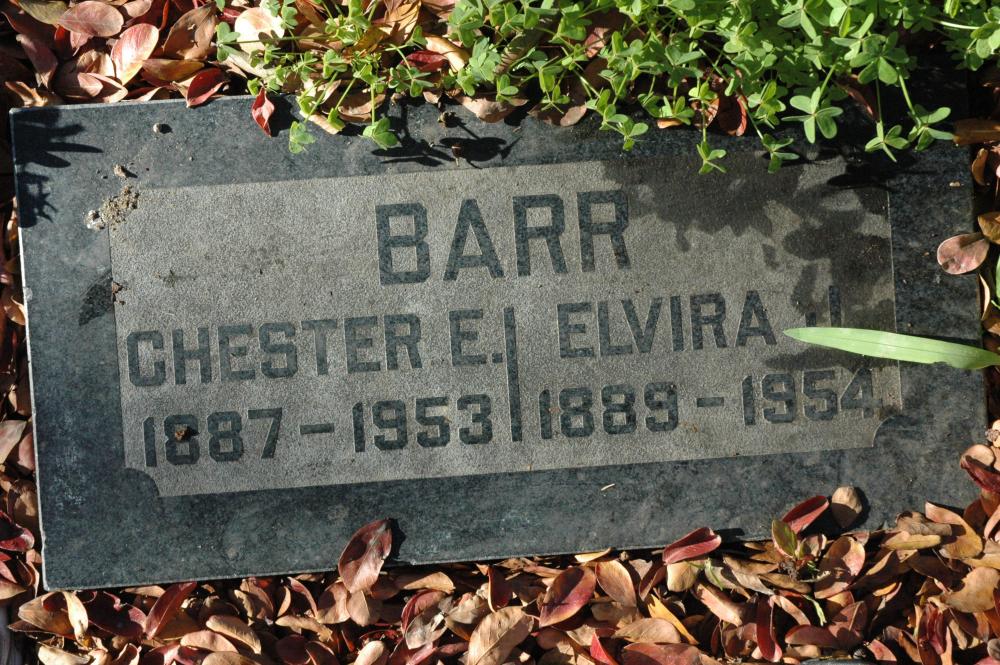 BARR
CHESTER E. ELVIRA J.
1887 - 1953 1889 - 1954